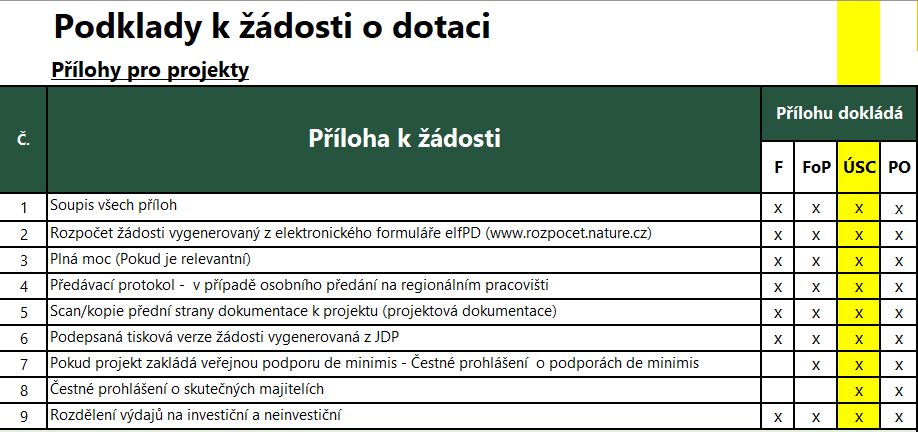 Podklady k žádosti o dotaci
Přílohy pro projekty
Č. Příloha k žádosti Přílohu dokládá
F FoP ÚSC PO
1 Soupis všech příloh x x x x
2 Rozpočet žádosti vygenerovaný z elektronického formuláře elfPD (www.rozpocet.nature.cz) x x x x
3 Plná moc (Pokud je relevantní) x x x x
4 Předávací protokol - v případě osobního předání na regionálním pracovišti x x x x
5 Scan/kopie přední strany dokumentace k projektu (projektová dokumentace) x x x x
6 Podepsaná tisková verze žádosti vygenerovaná z JDP x x x x
7 Pokud projekt zakládá veřejnou podporu de minimis - Čestné prohlášení o podporách de minimis x x x
8 Čestné prohlášení o skutečných majitelích x x
9 Rozdělení výdajů na investiční a neinvestiční x x x x